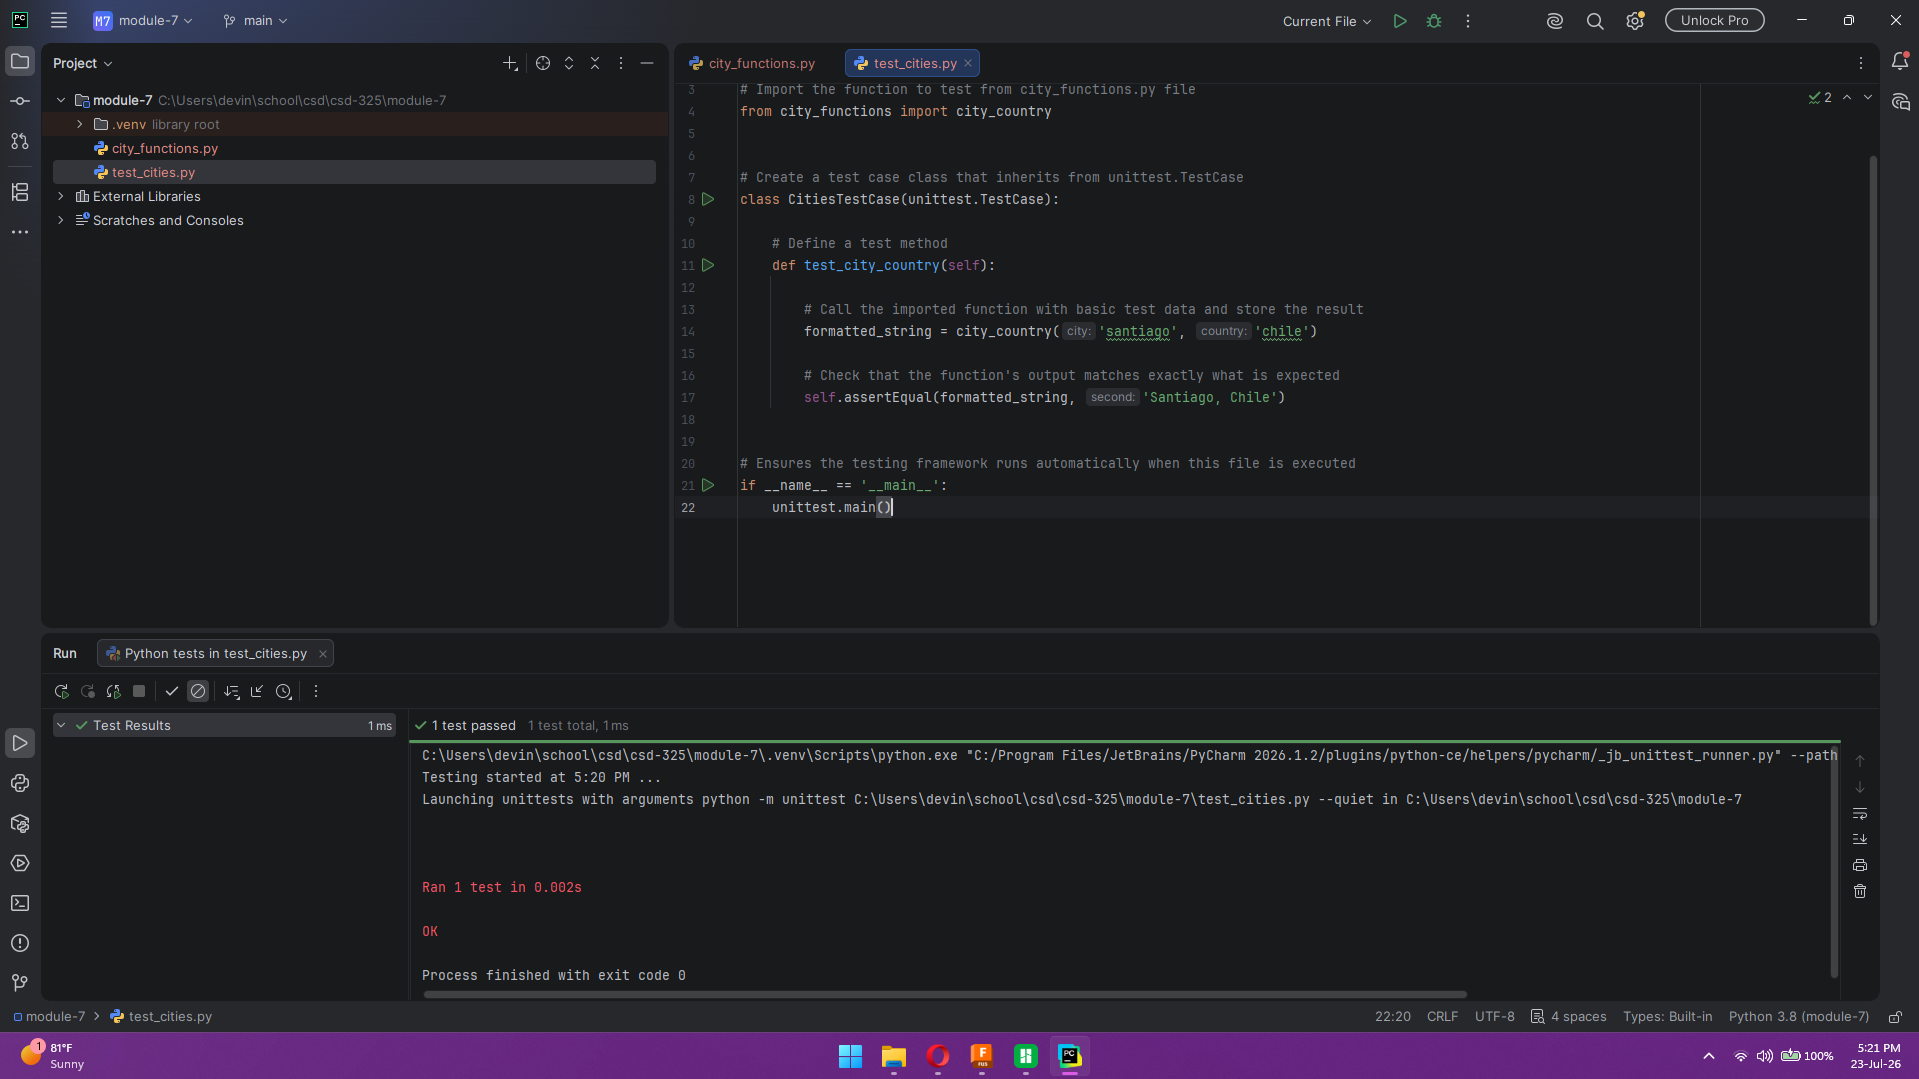 PC
M7 module-7
main
Current File
Unlock Pro
Project
module-7 C:\Users\devin\school\csd\csd-325\module-7
.venv library root
city_functions.py
test_cities.py
External Libraries
Scratches and Consoles
city_functions.py
test_cities.py
2
3 # Import the function to test from city_functions.py file
4 from city_functions import city_country
5
6
7 # Create a test case class that inherits from unittest.TestCase
8 class CitiesTestCase(unittest.TestCase):
9
10 # Define a test method
11 def test_city_country(self):
12
13 # Call the imported function with basic test data and store the result
14 formatted_string = city_country( city: 'santiago', country: 'chile')
15
16 # Check that the function's output matches exactly what is expected
17 self.assertEqual(formatted_string, second: 'Santiago, Chile')
18
19
20 # Ensures the testing framework runs automatically when this file is executed
21 if __name__ == '__main__':
22 unittest.main()
Run
Python tests in test_cities.py
Test Results 1 ms
1 test passed 1 test total, 1 ms
C:\Users\devin\school\csd\csd-325\module-7\.venv\Scripts\python.exe "C:/Program Files/JetBrains/PyCharm 2026.1.2/plugins/python-ce/helpers/pycharm/_jb_unittest_runner.py" --path
Testing started at 5:20 PM ...
Launching unittests with arguments python -m unittest C:\Users\devin\school\csd\csd-325\module-7\test_cities.py --quiet in C:\Users\devin\school\csd\csd-325\module-7
Ran 1 test in 0.002s
OK
Process finished with exit code 0
module-7 > test_cities.py
22:20 CRLF UTF-8 4 spaces Types: Built-in Python 3.8 (module-7)
1
81°F
Sunny
F
FUS
PC
100%
5:21 PM
23-Jul-26